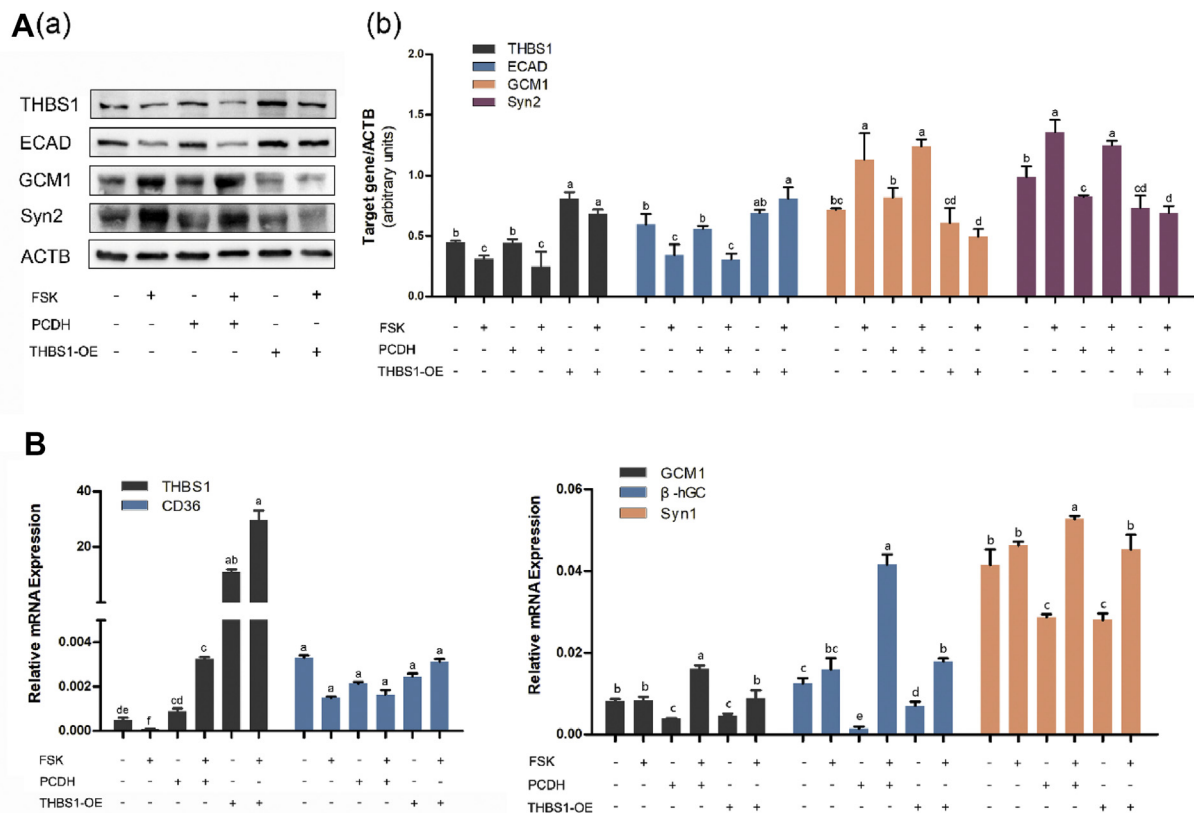 A(a)
THBS1
ECAD
GCM1
Syn2
ACTB
FSK - + - + - +
PCDH - - + + - -
THBS1-OE - - - - + +
(b)
THBS1
ECAD
GCM1
Syn2
Target gene/ACTB
(arbitrary units)
2.0
1.5
1.0
0.5
0.0
b c b c a a b c b c ab a bc a b a cd d b a c a cd d
FSK - + - + - + - + - + - + - + - + - + - + - + - +
PCDH - - + + - - - - + + - - - - + + - - - - + + - -
THBS1-OE - - - - + + - - - - + + - - - - + + - - - - + +
B
THBS1
CD36
Relative mRNA Expression
40
20
0.004
0.002
0.000
de f cd c ab a a a a a a a
FSK - + - + - + - + - + - +
PCDH - - + + - - - - + + - -
THBS1-OE - - - - + + - - - - + +
GCM1
β-hGC
Syn1
Relative mRNA Expression
0.06
0.04
0.02
0.00
b b c a c b c bc e a d b b b c a c b
FSK - + - + - + - + - + - + - + - + - +
PCDH - - + + - - - - + + - - - - + + - -
THBS1-OE - - - - + + - - - - + + - - - - + +